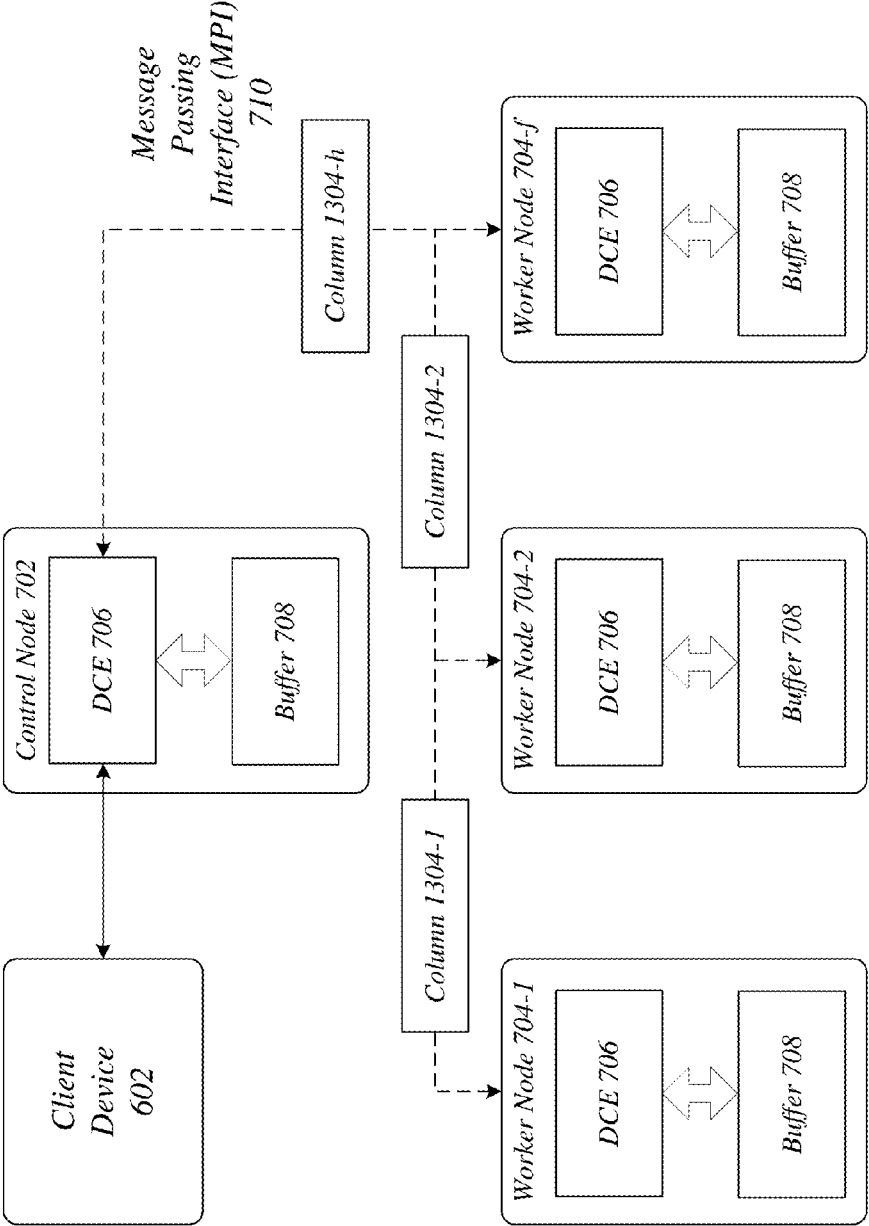 Client
Device
602
Control Node 702
DCE 706
Buffer 708
Message
Passing
Interface (MPI)
710
Column 1304-h
Column 1304-1
Column 1304-2
Worker Node 704-1
DCE 706
Buffer 708
Worker Node 704-2
DCE 706
Buffer 708
Worker Node 704-f
DCE 706
Buffer 708